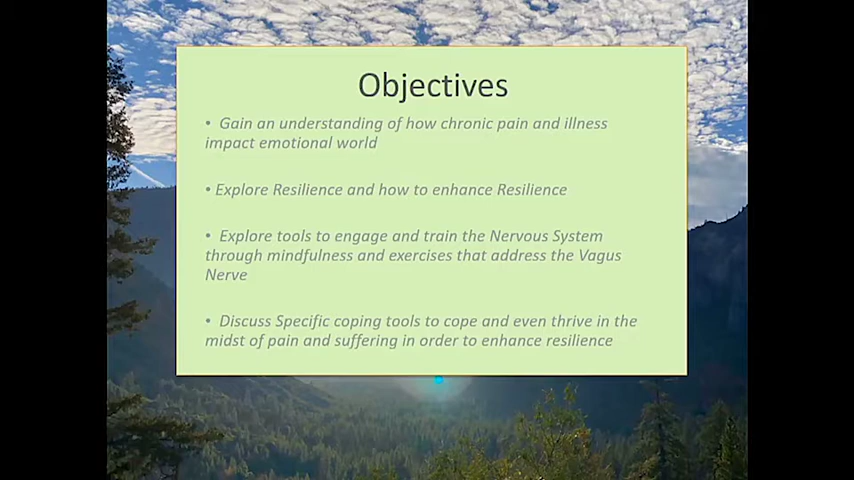 Objectives
• Gain an understanding of how chronic pain and illness
impact emotional world
• Explore Resilience and how to enhance Resilience
• Explore tools to engage and train the Nervous System
through mindfulness and exercises that address the Vagus
Nerve
• Discuss Specific coping tools to cope and even thrive in the
midst of pain and suffering in order to enhance resilience